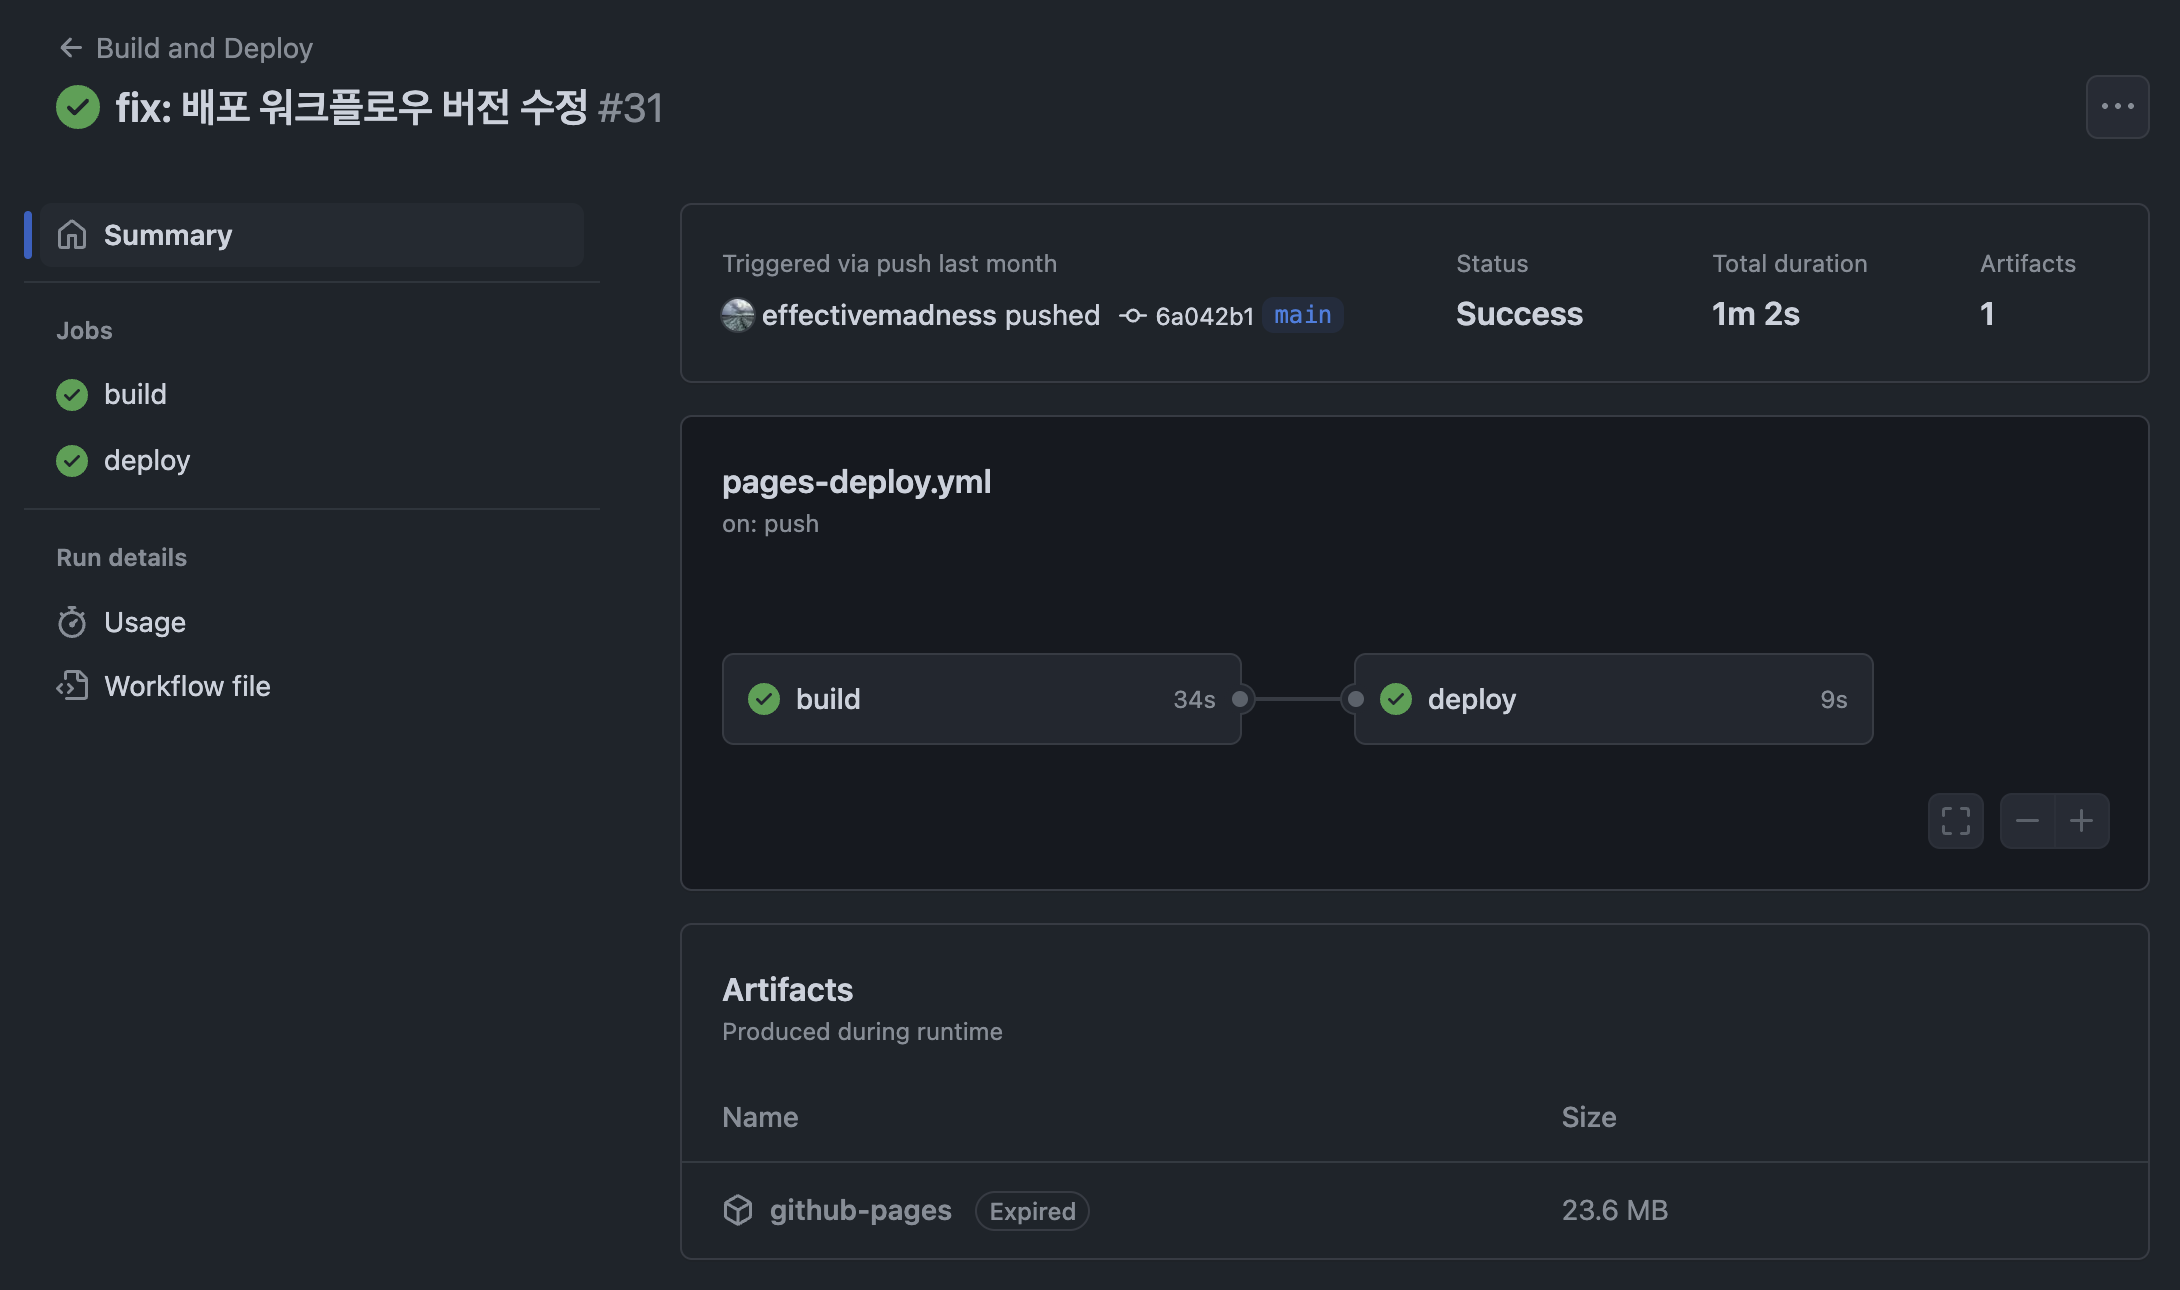 Build and Deploy
fix: 배포 워크플로우 버전 수정 #31
Summary
Jobs
build
deploy
Run details
Usage
Workflow file
Triggered via push last month
effectivemadness pushed 6a042b1 main
Status
Success
Total duration
1m 2s
Artifacts
1
pages-deploy.yml
on: push
build 34s
deploy 9s
Artifacts
Produced during runtime
Name Size
github-pages Expired 23.6 MB